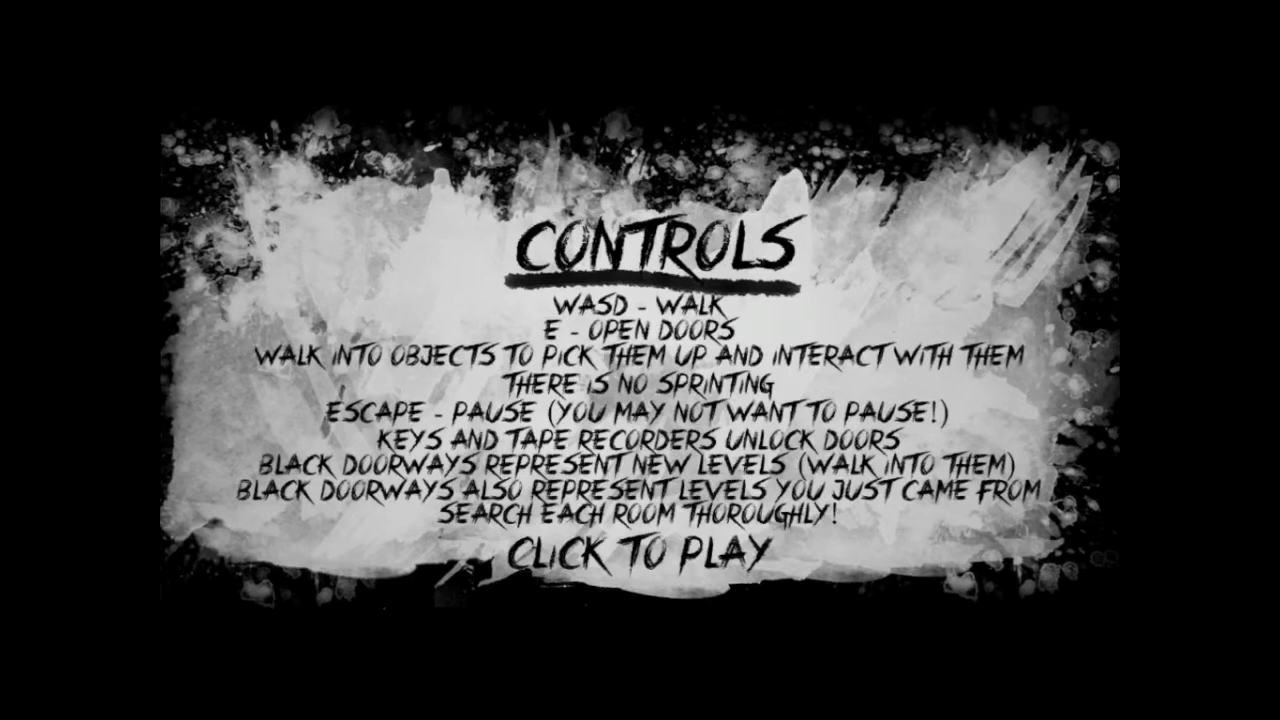 CONTROLS
WASD - WALK
E - OPEN DOORS
WALK INTO OBJECTS TO PICK THEM UP AND INTERACT WITH THEM
THERE IS NO SPRINTING
ESCAPE - PAUSE (YOU MAY NOT WANT TO PAUSE!)
KEYS AND TAPE RECORDERS UNLOCK DOORS
BLACK DOORWAYS REPRESENT NEW LEVELS (WALK INTO THEM)
BLACK DOORWAYS ALSO REPRESENT LEVELS YOU JUST CAME FROM
SEARCH EACH ROOM THOROUGHLY!
CLICK TO PLAY